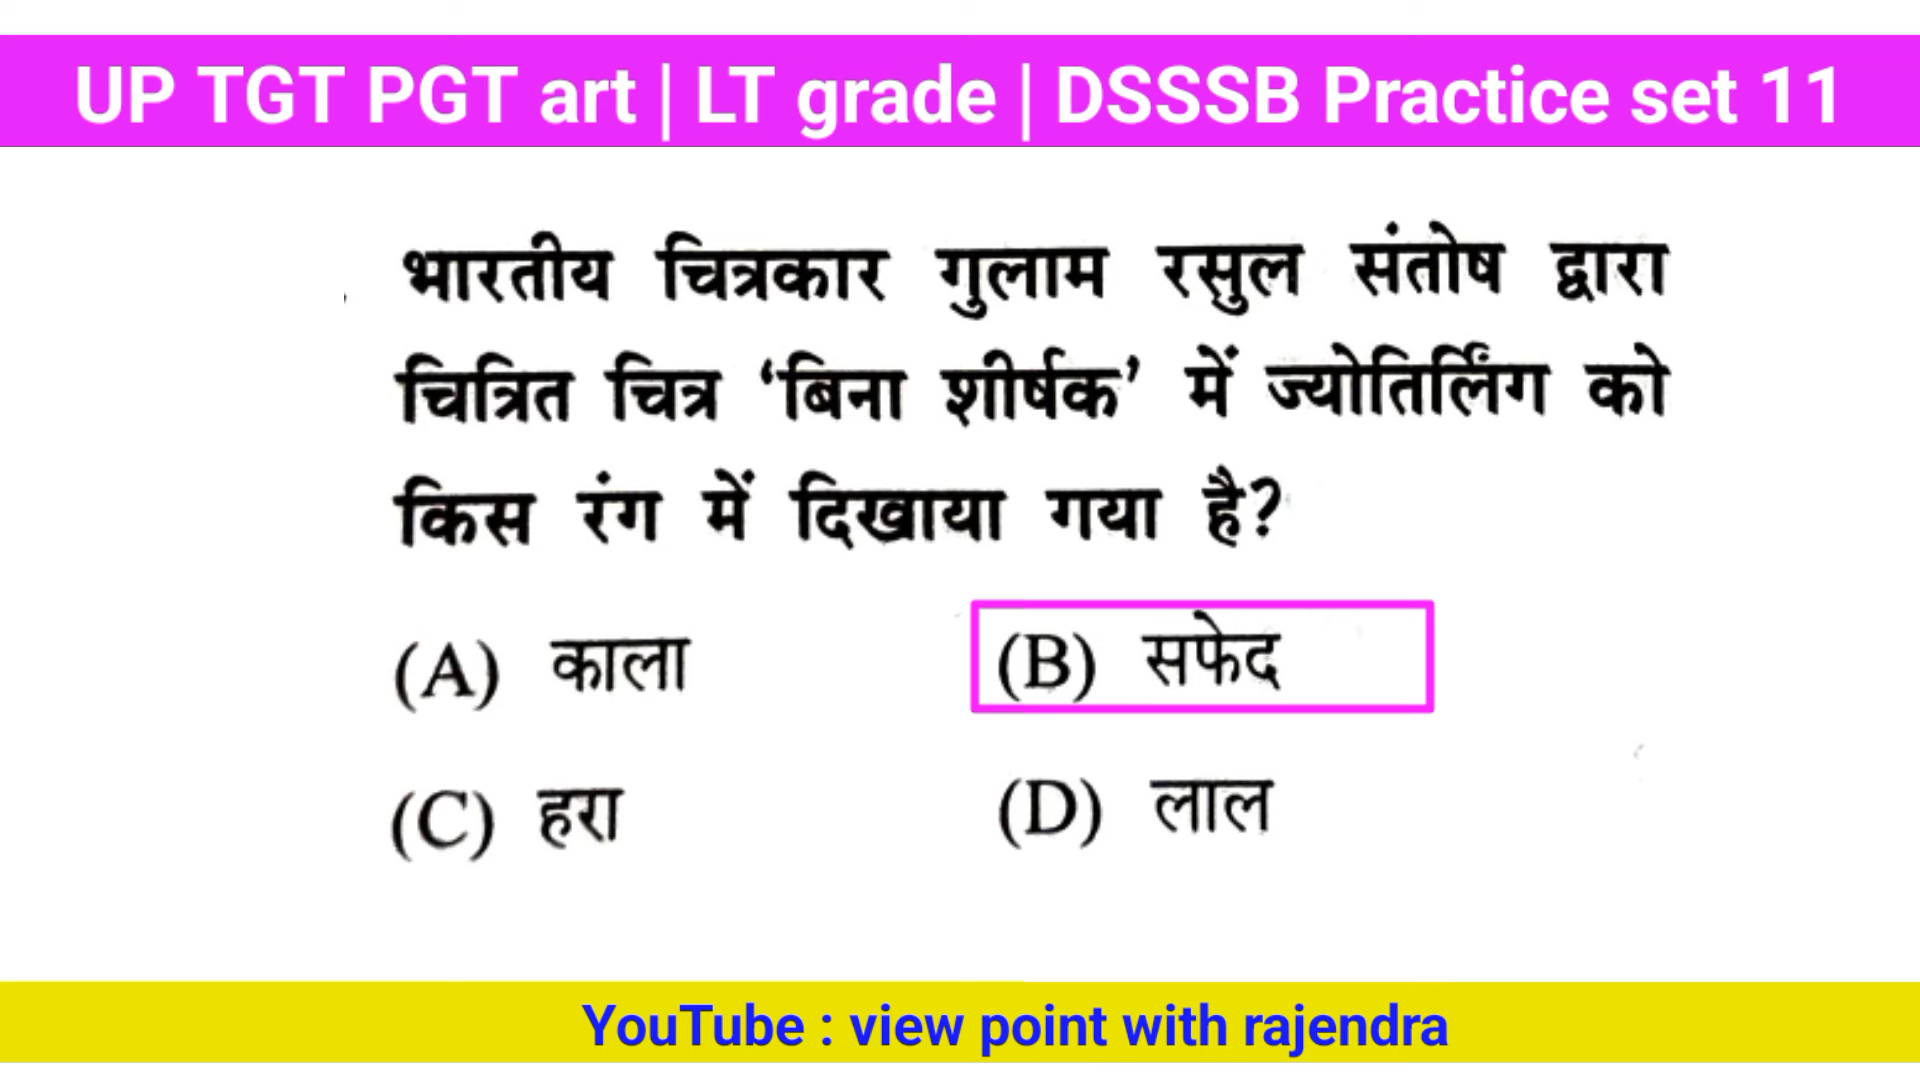 UP TGT PGT art | LT grade | DSSSB Practice set 11
भारतीय चित्रकार गुलाम रसुल संतोष द्वारा
चित्रित चित्र ‘बिना शीर्षक’ में ज्योतिर्लिंग को
किस रंग में दिखाया गया है?
(A) काला (B) सफेद
(C) हरा (D) लाल
YouTube : view point with rajendra